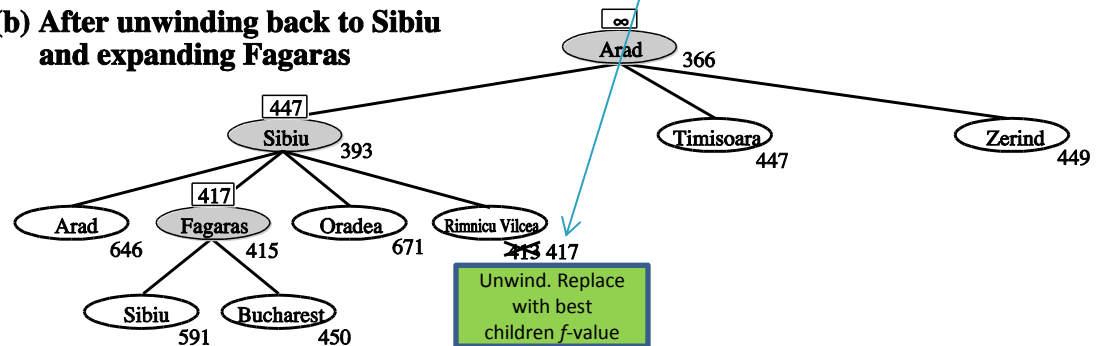 (b) After unwinding back to Sibiu
and expanding Fagaras
∞
Arad
366
447
Sibiu
393
Timisoara
447
Zerind
449
Arad
646
417
Fagaras
415
Oradea
671
Rimnicu Vilcea
413 417
Sibiu
591
Bucharest
450
Unwind. Replace
with best
children f-value